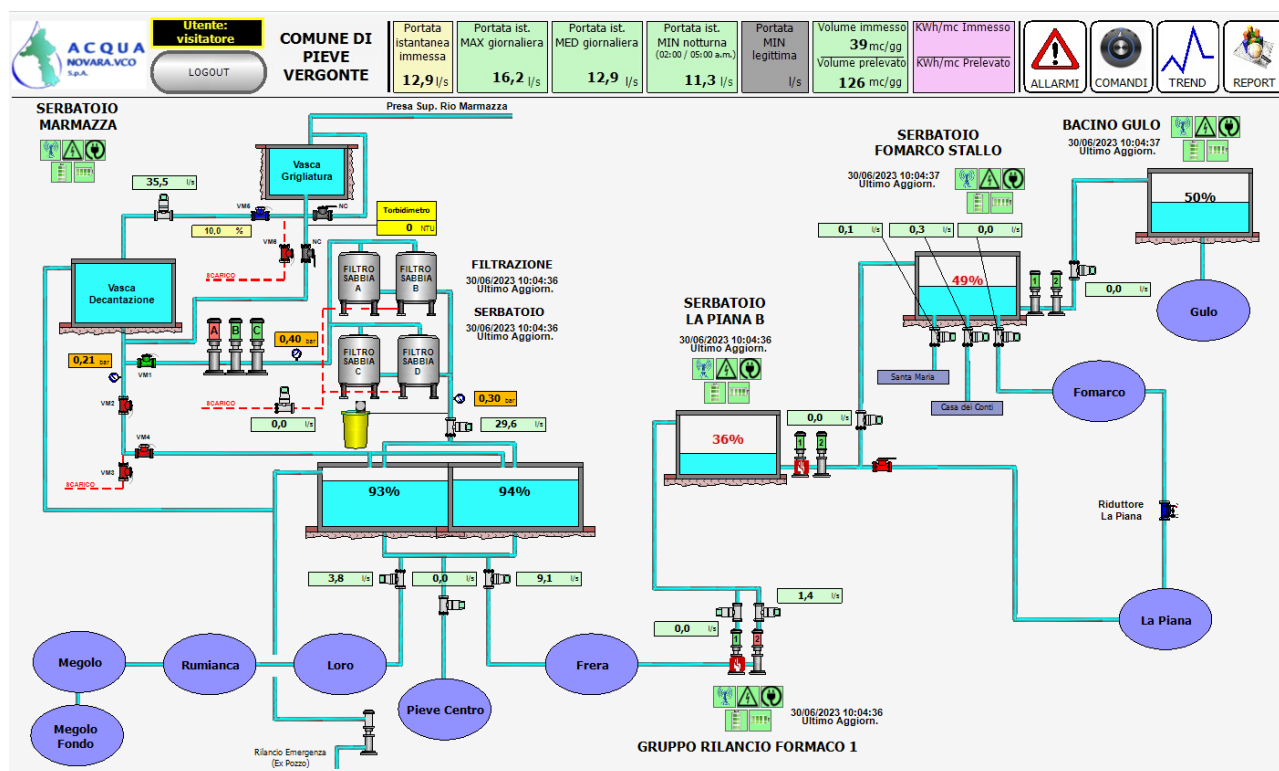 ACQUA
NOVARA.VCO
S.p.A.
Utente:
visitatore
LOGOUT
COMUNE DI
PIEVE
VERGONTE
Portata
istantanea
immessa
12,9 l/s
Portata ist.
MAX giornaliera
16,2 l/s
Portata ist.
MED giornaliera
12,9 l/s
Portata ist.
MIN notturna
(02:00 / 05:00 a.m.)
11,3 l/s
Portata
MIN
legittima
l/s
Volume immesso
39 mc/gg
Volume prelevato
126 mc/gg
KWh/mc Immesso
KWh/mc Prelevato
ALLARMI
COMANDI
TREND
REPORT
SERBATOIO
MARMAZZA
Presa Sup. Rio Marmazza
Vasca
Grigliatura
35,5 l/s
VM5
NC
10,0 %
VM6
NC
SCARICO
Torbidimetro
0 NTU
Vasca
Decantazione
FILTRO
SABBIA
A
FILTRO
SABBIA
B
FILTRAZIONE
30/06/2023 10:04:36
Ultimo Aggiorn.
SERBATOIO
30/06/2023 10:04:36
Ultimo Aggiorn.
A
B
C
0,40 bar
0,21 bar
VM1
FILTRO
SABBIA
C
FILTRO
SABBIA
D
VM2
SCARICO
0,0 l/s
0,30 bar
29,6 l/s
VM4
VM3
SCARICO
93%
94%
3,8 l/s
0,0 l/s
9,1 l/s
Megolo
Rumianca
Loro
Frera
Pieve Centro
Megolo
Fondo
Rilancio Emergenza
(Ex Pozzo)
SERBATOIO
LA PIANA B
30/06/2023 10:04:36
Ultimo Aggiorn.
36%
0,0 l/s
1
2
1,4 l/s
0,0 l/s
1
2
30/06/2023 10:04:36
Ultimo Aggiorn.
GRUPPO RILANCIO FORMACO 1
SERBATOIO
FOMARCO STALLO
30/06/2023 10:04:37
Ultimo Aggiorn.
0,1 l/s
0,3 l/s
0,0 l/s
49%
1
2
Santa Maria
Casa dei Conti
Fomarco
Riduttore
La Piana
La Piana
BACINO GULO
30/06/2023 10:04:37
Ultimo Aggiorn.
50%
0,0 l/s
Gulo